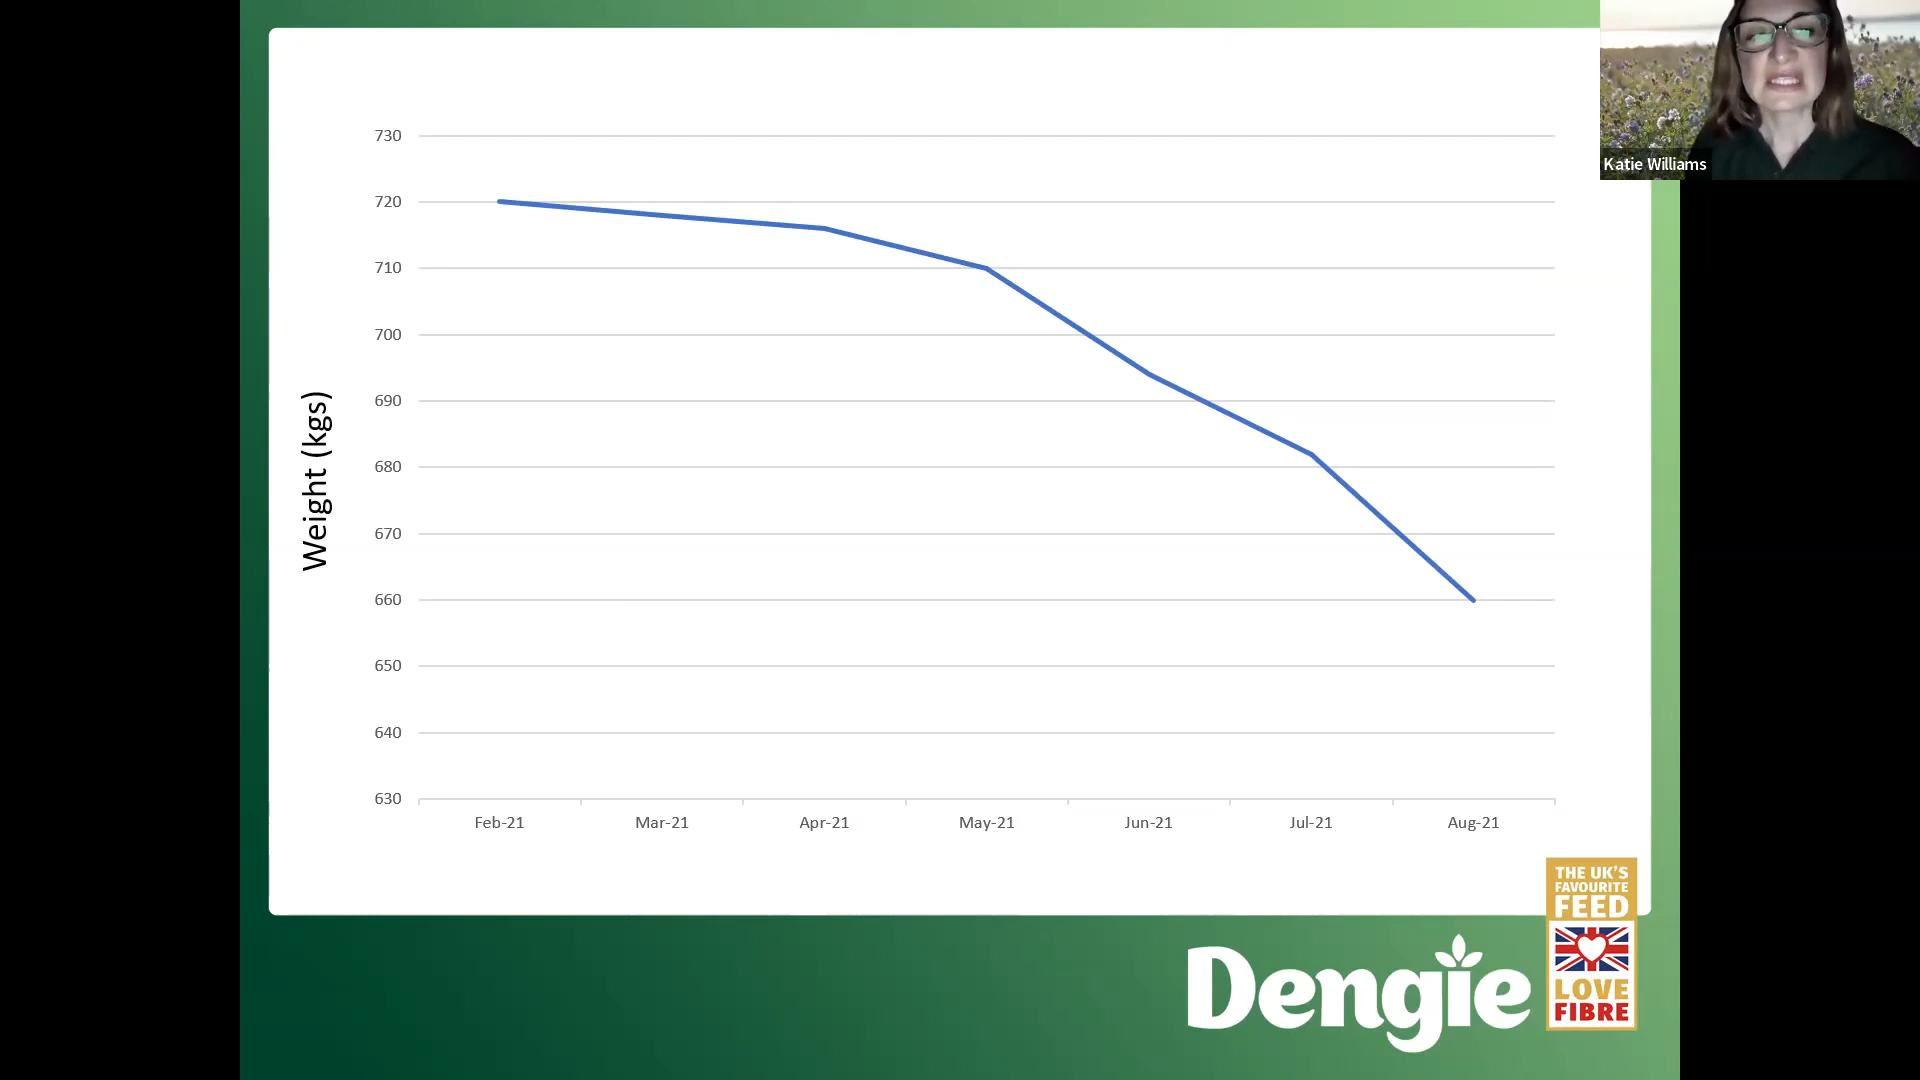 Katie Williams
730
720
710
700
690
680
670
660
650
640
630
Weight (kgs)
Feb-21 Mar-21 Apr-21 May-21 Jun-21 Jul-21 Aug-21
THE UK'S
FAVOURITE
FEED
LOVE
FIBRE
Dengie